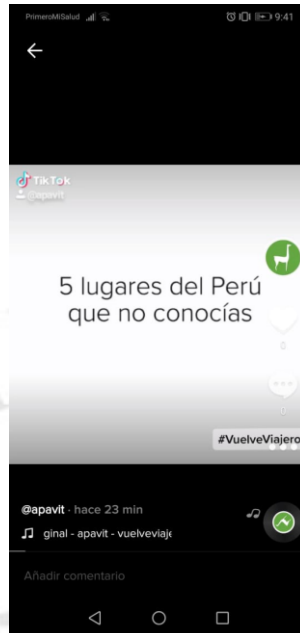 PrimeroMiSalud 9:41
TikTok
@apavit
5 lugares del Perú
que no conocías
0
0
#VuelveViajero
@apavit · hace 23 min
ginal - apavit - vuelveviaje
Añadir comentario